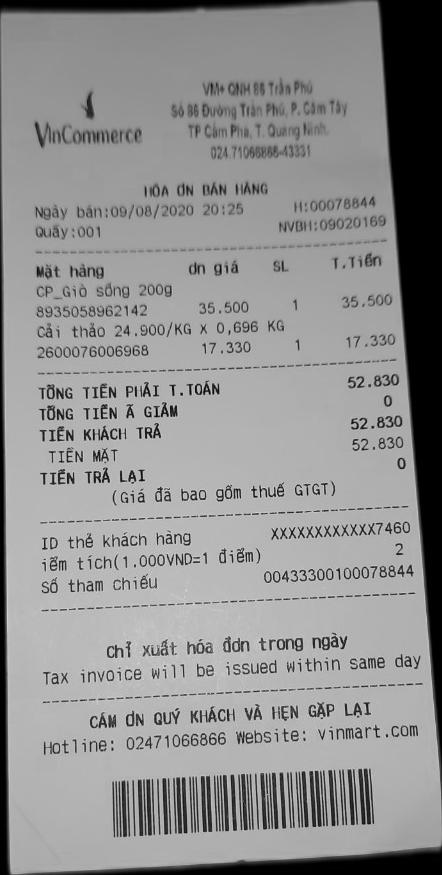 VM+ QNH 86 Trần Phú
Số 86 Đường Trần Phú, P. Cẩm Tây
TP Cẩm Phả, T. Quảng Ninh.
024.71066866-43331
VinCommerce
HÓA ƠN BÁN HÀNG
Ngày bán:09/08/2020 20:25 H:00078844
Quầy:001 NVBH:09020169
Mặt hàng ơn giá SL T.Tiền
CP_Giò sống 200g
8935058962142 35.500 1 35.500
Cải thảo 24.900/KG X 0,696 KG
2600076006968 17.330 1 17.330
TỔNG TIỀN PHẢI T.TOÁN 52.830
TỔNG TIỀN Ã GIẢM 0
TIỀN KHÁCH TRẢ 52.830
TIỀN MẶT 52.830
TIỀN TRẢ LẠI 0
(Giá đã bao gồm thuế GTGT)
ID thẻ khách hàng XXXXXXXXXXXX7460
iểm tích(1.000VND=1 điểm) 2
Số tham chiếu 00433300100078844
Chỉ xuất hóa đơn trong ngày
Tax invoice will be issued within same day
CẢM ƠN QUÝ KHÁCH VÀ HẸN GẶP LẠI
Hotline: 02471066866 Website: vinmart.com